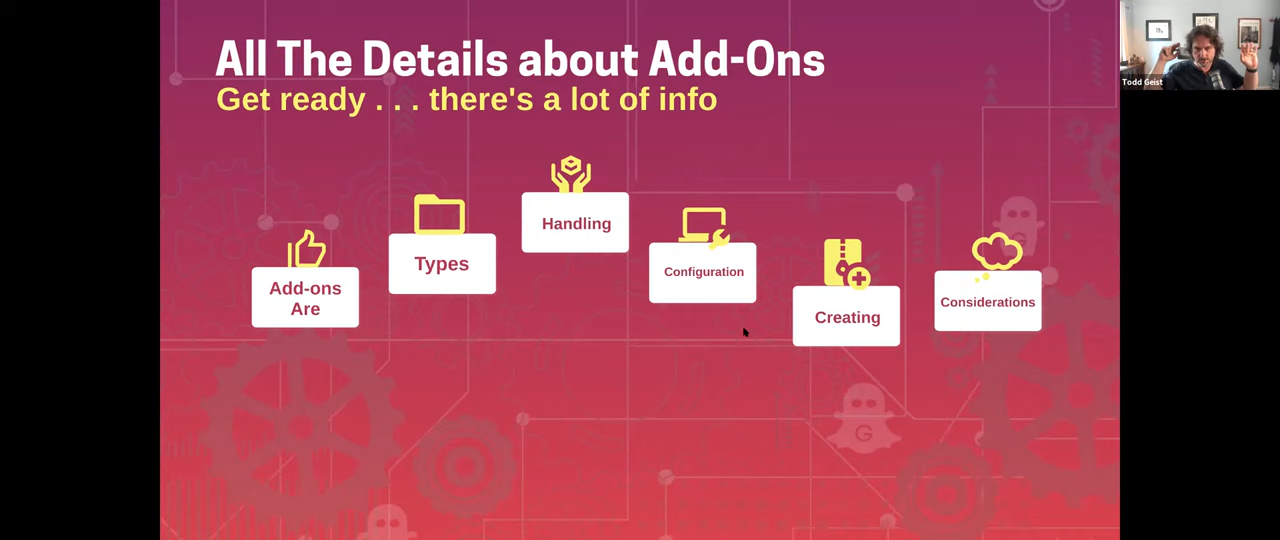 All The Details about Add-Ons
Get ready . . . there's a lot of info
Add-ons
Are
Types
Handling
Configuration
Creating
Considerations
G
G
Todd Geist